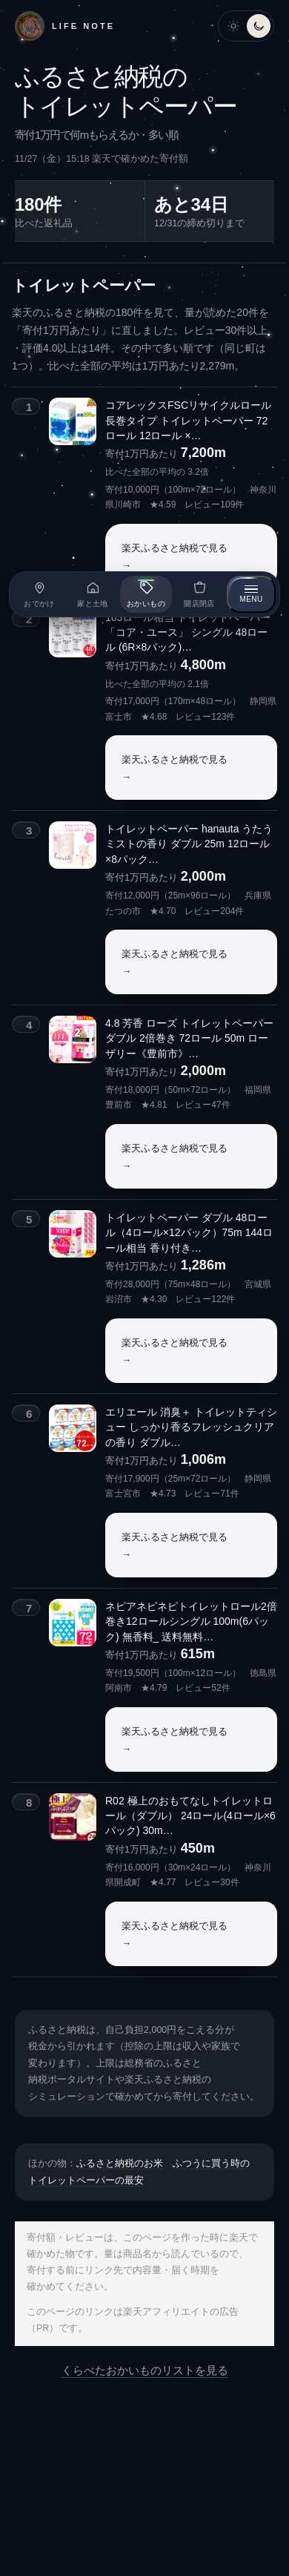 LIFE NOTE
ふるさと納税の
トイレットペーパー
寄付1万円で何mもらえるか・多い順
11/27（金）15:18 楽天で確かめた寄付額
180件
比べた返礼品
あと34日
12/31の締め切りまで
トイレットペーパー
楽天のふるさと納税の180件を見て、量が読めた20件を
「寄付1万円あたり」に直しました。レビュー30件以上
・評価4.0以上は14件。その中で多い順です（同じ町は
1つ）。比べた全部の平均は1万円あたり2,279m。
1
コアレックスFSCリサイクルロール
長巻タイプ トイレットペーパー 72
ロール 12ロール ×…
寄付1万円あたり 7,200m
比べた全部の平均の 3.2倍
寄付10,000円（100m×72ロール） 神奈川
県川崎市 ★4.59 レビュー109件
楽天ふるさと納税で見る
→
おでかけ
家と土地
おかいもの
開店閉店
MENU
2
「コア・ユース」 シングル 48ロー
ル (6R×8パック)…
寄付1万円あたり 4,800m
比べた全部の平均の 2.1倍
寄付17,000円（170m×48ロール） 静岡県
富士市 ★4.68 レビュー123件
楽天ふるさと納税で見る
→
3
トイレットペーパー hanauta うたう
ミストの香り ダブル 25m 12ロール
×8パック…
寄付1万円あたり 2,000m
寄付12,000円（25m×96ロール） 兵庫県
たつの市 ★4.70 レビュー204件
楽天ふるさと納税で見る
→
4
4.8 芳香 ローズ トイレットペーパー
ダブル 2倍巻き 72ロール 50m ロー
ザリー《豊前市》…
寄付1万円あたり 2,000m
寄付18,000円（50m×72ロール） 福岡県
豊前市 ★4.81 レビュー47件
楽天ふるさと納税で見る
→
5
トイレットペーパー ダブル 48ロー
ル（4ロール×12パック）75m 144ロ
ール相当 香り付き…
寄付1万円あたり 1,286m
寄付28,000円（75m×48ロール） 宮城県
岩沼市 ★4.30 レビュー122件
楽天ふるさと納税で見る
→
6
エリエール 消臭＋ トイレットティシ
ュー しっかり香るフレッシュクリア
の香り ダブル…
寄付1万円あたり 1,006m
寄付17,900円（25m×72ロール） 静岡県
富士宮市 ★4.73 レビュー71件
楽天ふるさと納税で見る
→
7
ネピアネピネピトイレットロール2倍
巻き12ロールシングル 100m(6パッ
ク) 無香料_ 送料無料…
寄付1万円あたり 615m
寄付19,500円（100m×12ロール） 徳島県
阿南市 ★4.79 レビュー52件
楽天ふるさと納税で見る
→
8
R02 極上のおもてなしトイレットロ
ール（ダブル） 24ロール(4ロール×6
パック) 30m…
寄付1万円あたり 450m
寄付16,000円（30m×24ロール） 神奈川
県開成町 ★4.77 レビュー30件
楽天ふるさと納税で見る
→
ふるさと納税は、自己負担2,000円をこえる分が
税金から引かれます（控除の上限は収入や家族で
変わります）。上限は総務省のふるさと
納税ポータルサイトや楽天ふるさと納税の
シミュレーションで確かめてから寄付してください。
ほかの物：ふるさと納税のお米 ふつうに買う時の
トイレットペーパーの最安
寄付額・レビューは、このページを作った時に楽天で
確かめた物です。量は商品名から読んでいるので、
寄付する前にリンク先で内容量・届く時期を
確かめてください。
このページのリンクは楽天アフィリエイトの広告
（PR）です。
くらべたおかいものリストを見る